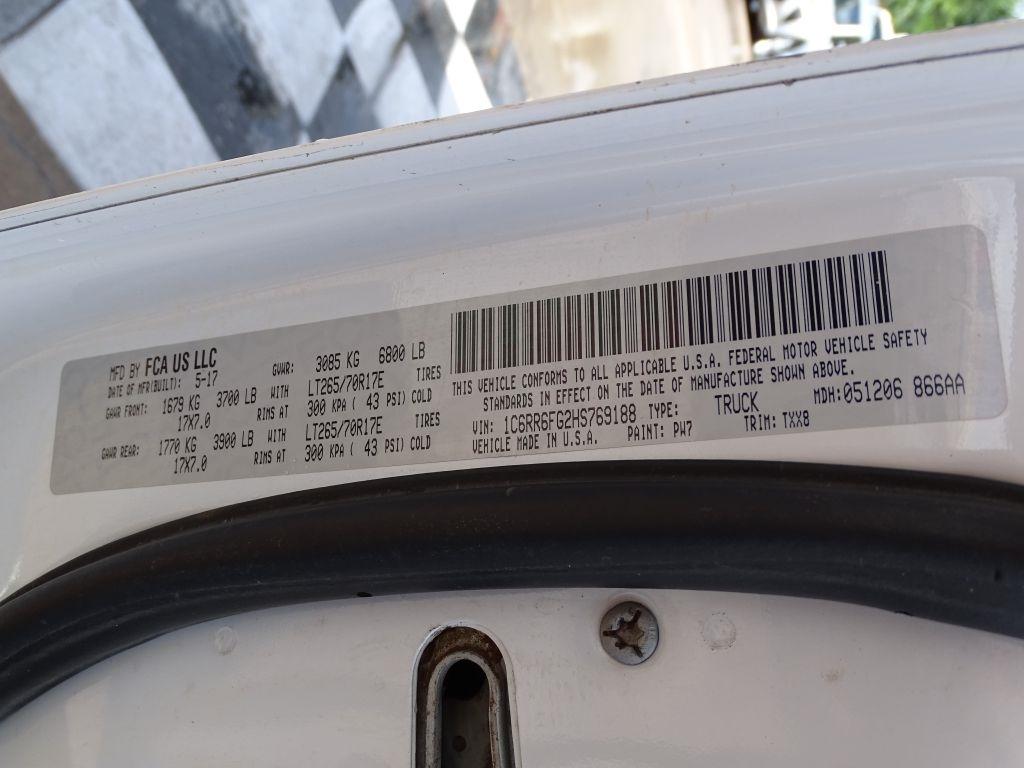 MFD BY FCA US LLC
DATE OF MFR(BUILT): 5-17 GVWR: 3085 KG 6800 LB
GAWR FRONT: 1679 KG 3700 LB WITH LT265/70R17E TIRES
17X7.0 RIMS AT 300 KPA ( 43 PSI) COLD
GAWR REAR: 1770 KG 3900 LB WITH LT265/70R17E TIRES
17X7.0 RIMS AT 300 KPA ( 43 PSI) COLD
THIS VEHICLE CONFORMS TO ALL APPLICABLE U.S.A. FEDERAL MOTOR VEHICLE SAFETY
STANDARDS IN EFFECT ON THE DATE OF MANUFACTURE SHOWN ABOVE.
VIN: 1C6RR6FG2HS769188 TYPE: TRUCK MDH:051206 866AA
VEHICLE MADE IN U.S.A. PAINT: PW7 TRIM: TXX8